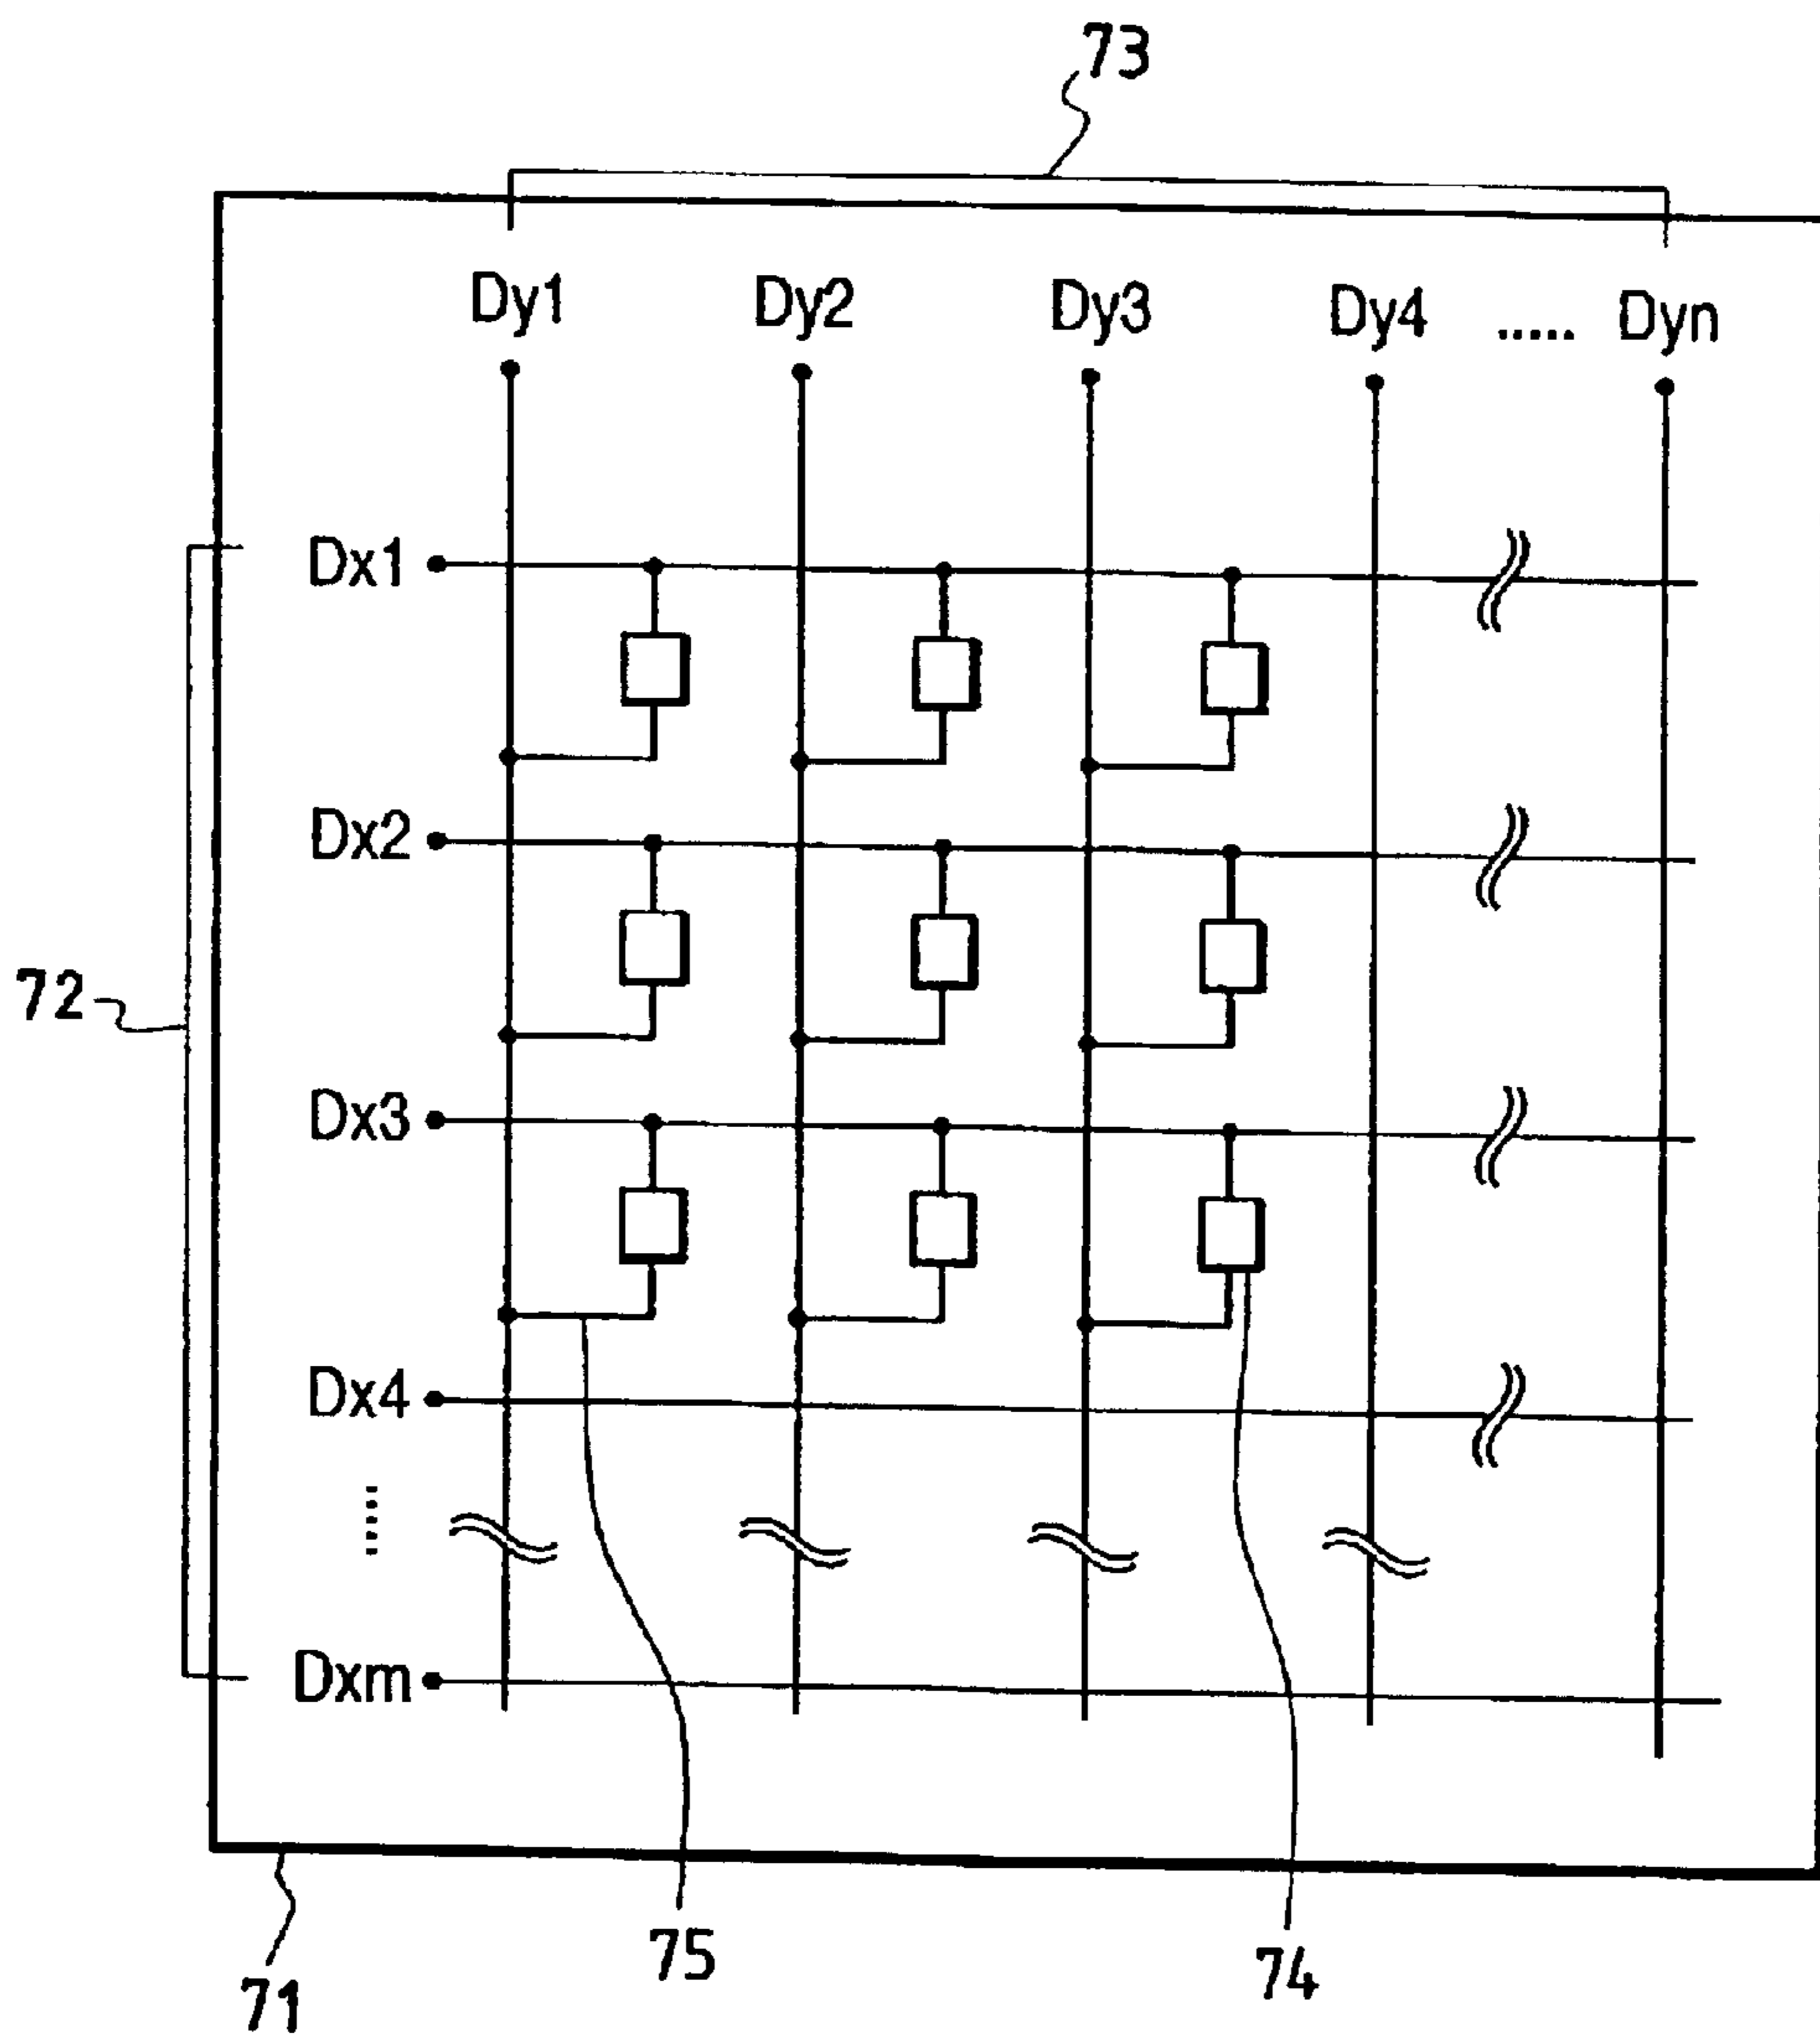 73
Dy1 Dy2 Dy3 Dy4 ..... Dyn
Dx1
Dx2
72
Dx3
Dx4
.....
Dxm
75
74
71